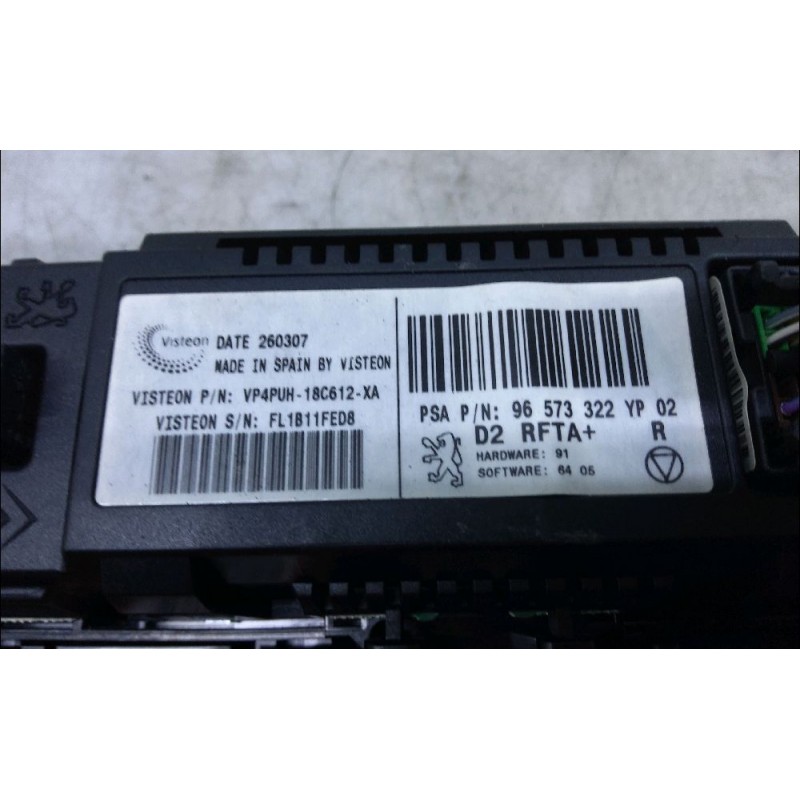 Visteon
DATE 260307
MADE IN SPAIN BY VISTEON
VISTEON P/N: VP4PUH-18C612-XA
VISTEON S/N: FL1B11FED8
PSA P/N: 96 573 322 YP 02
D2 RFTA+ R
HARDWARE: 91
SOFTWARE: 64 05